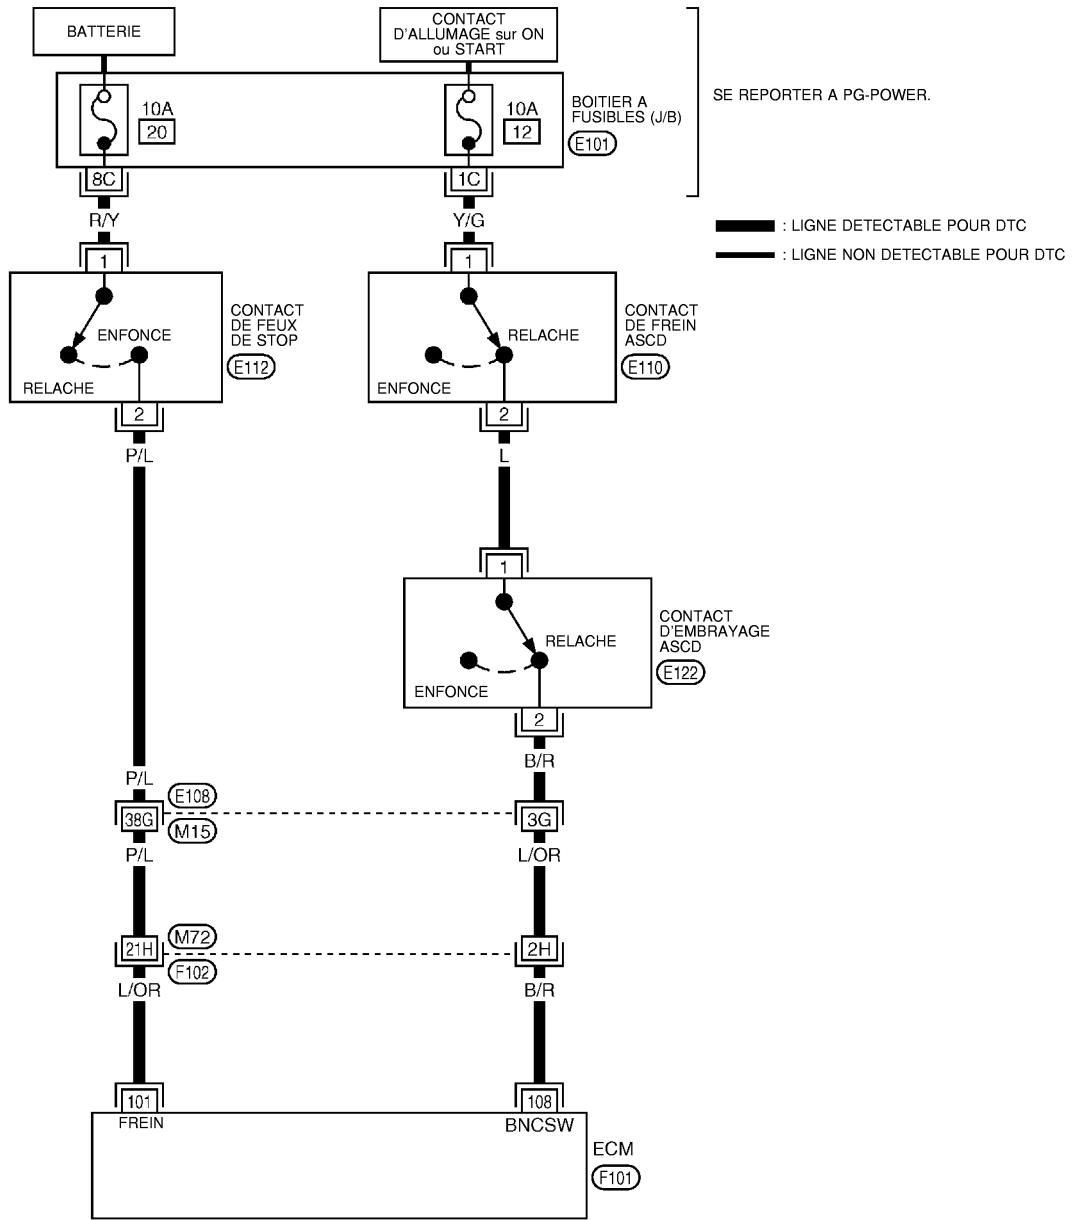 BATTERIE
CONTACT
D'ALLUMAGE sur ON
ou START
10A
20
10A
12
BOITIER A
FUSIBLES (J/B)
E101
SE REPORTER A PG-POWER.
8C
1C
R/Y
Y/G
: LIGNE DETECTABLE POUR DTC
: LIGNE NON DETECTABLE POUR DTC
1
1
ENFONCE
RELACHE
CONTACT
DE FEUX
DE STOP
E112
RELACHE
ENFONCE
CONTACT
DE FREIN
ASCD
E110
2
2
P/L
L
1
RELACHE
ENFONCE
CONTACT
D'EMBRAYAGE
ASCD
E122
2
B/R
P/L
E108
38G
3G
M15
P/L
L/OR
M72
21H
2H
F102
L/OR
B/R
101
108
FREIN
BNCSW
ECM
F101